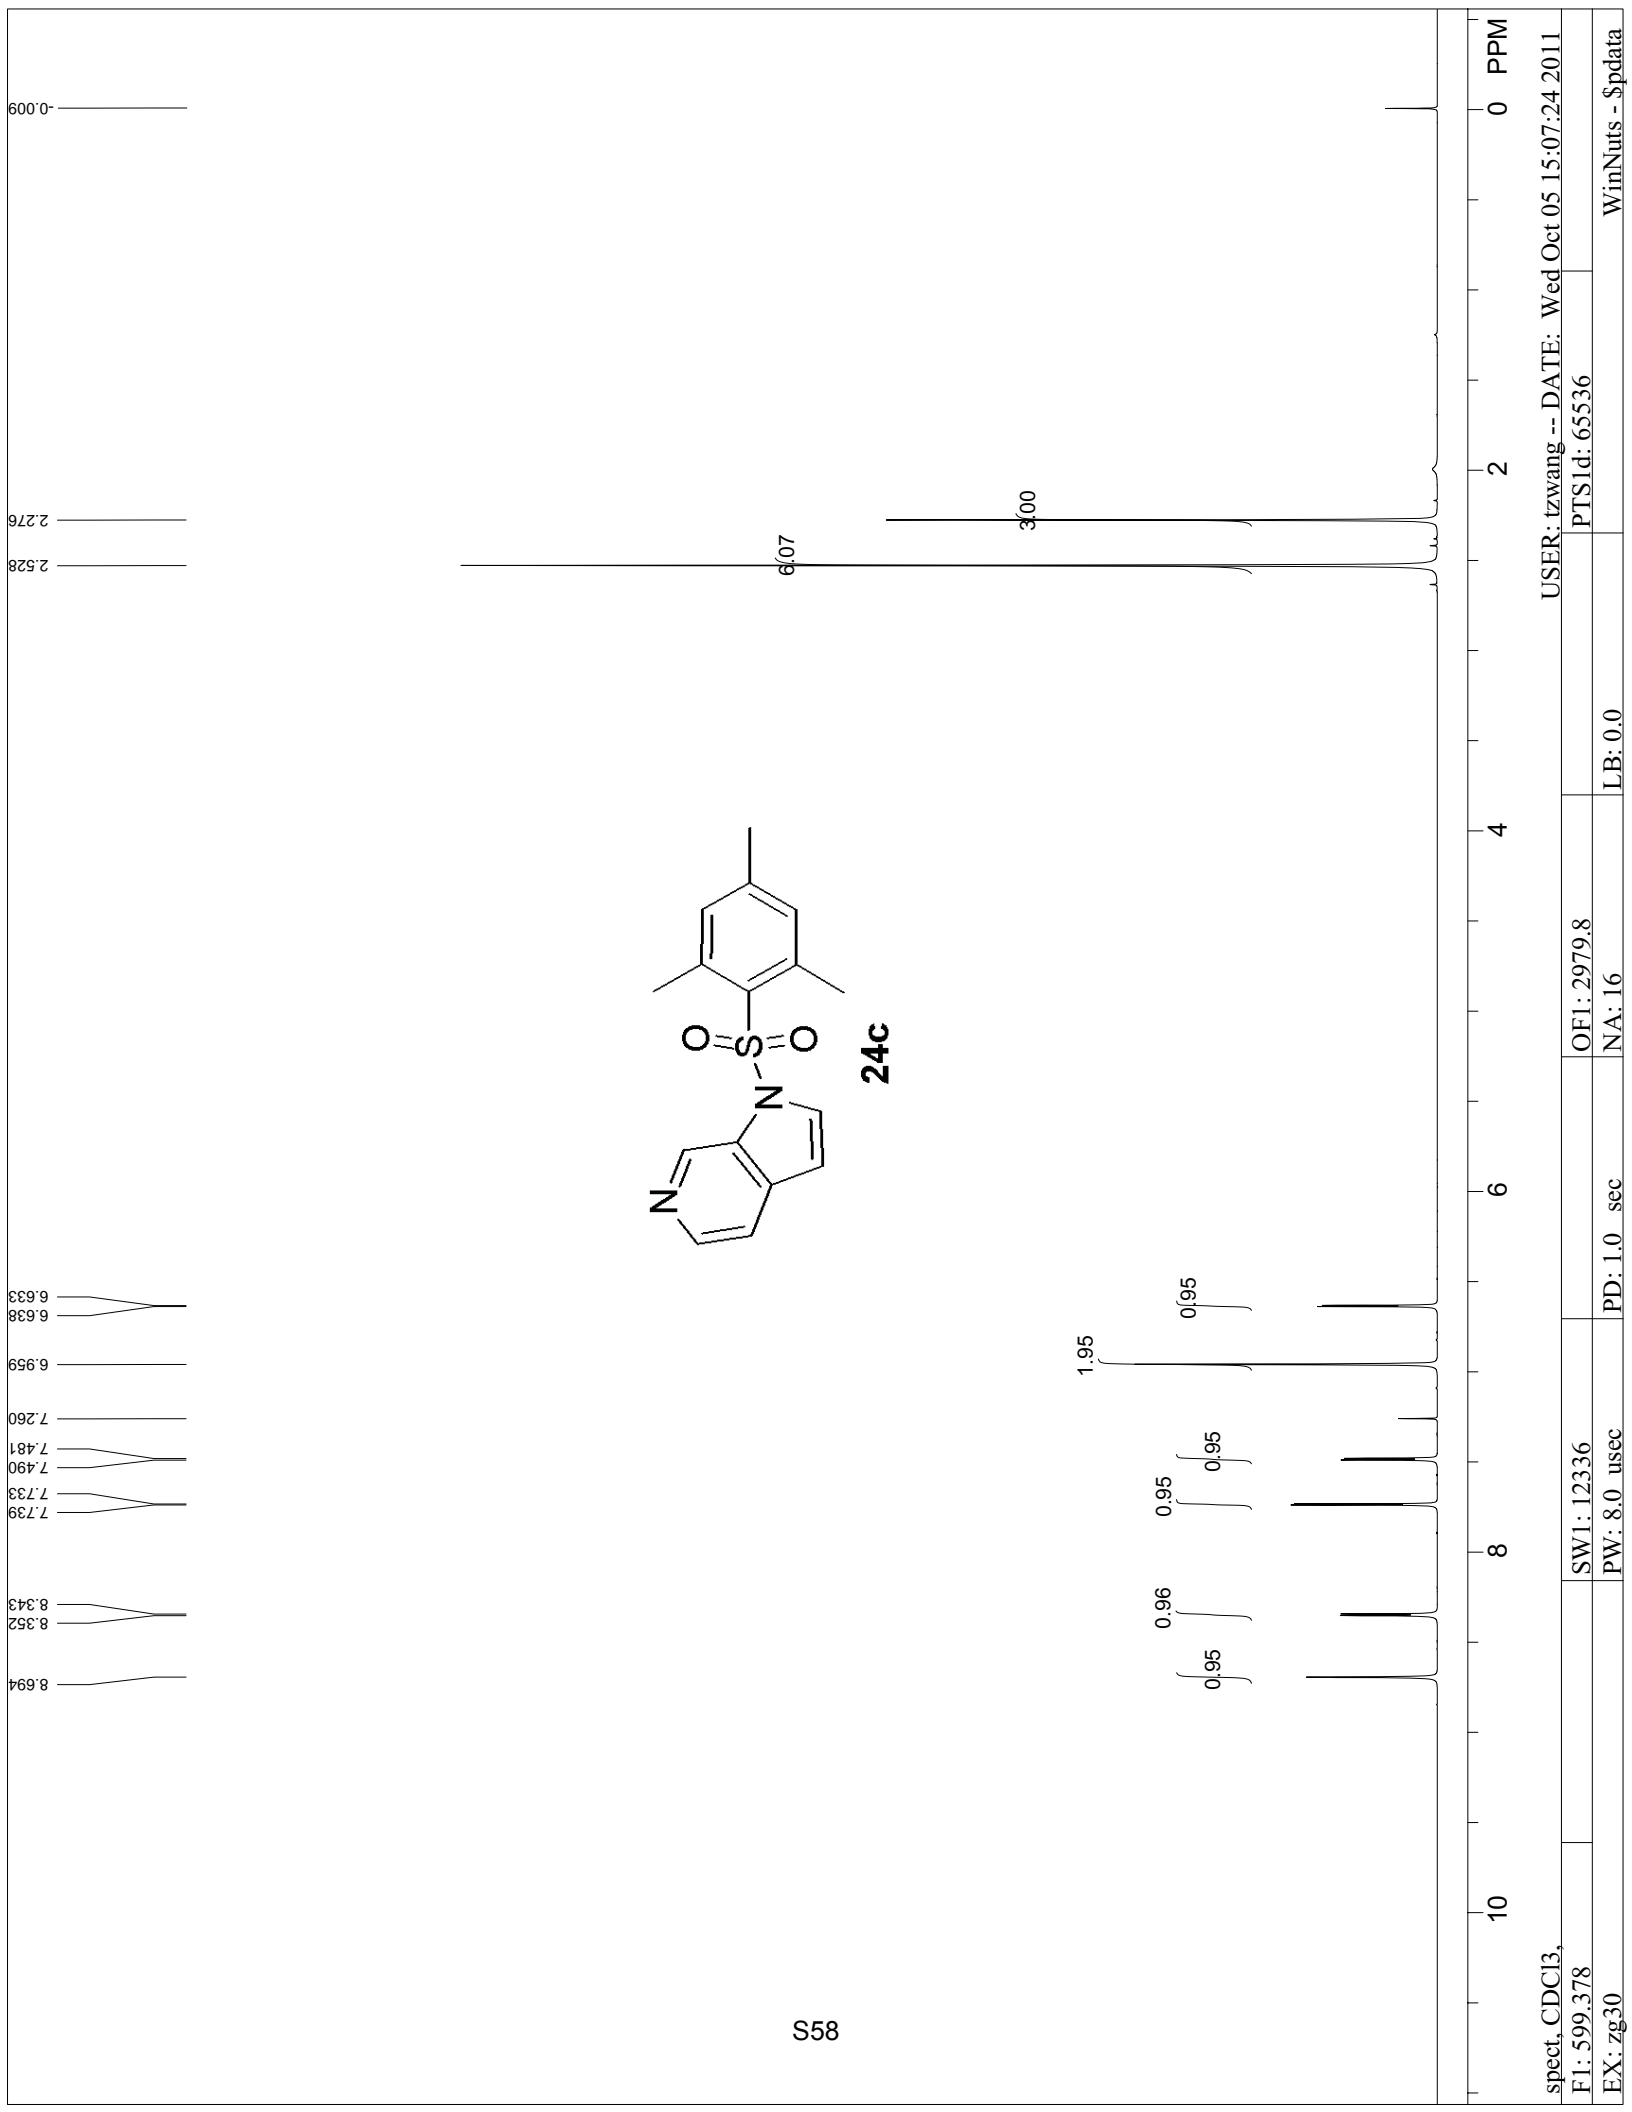 8.694
8.352
8.343
7.739
7.733
7.490
7.481
7.260
6.959
6.638
6.633
2.528
2.276
-0.009
N
N
S
O
O
24c
0.95
0.96
0.95
0.95
1.95
0.95
6.07
3.00
10
8
6
4
2
0 PPM
spect, CDCl3,
USER: tzwang -- DATE: Wed Oct 05 15:07:24 2011
F1: 599.378 SW1: 12336 OF1: 2979.8 PTS1d: 65536
EX: zg30 PW: 8.0 usec PD: 1.0 sec NA: 16 LB: 0.0 WinNuts - $pdata
S58